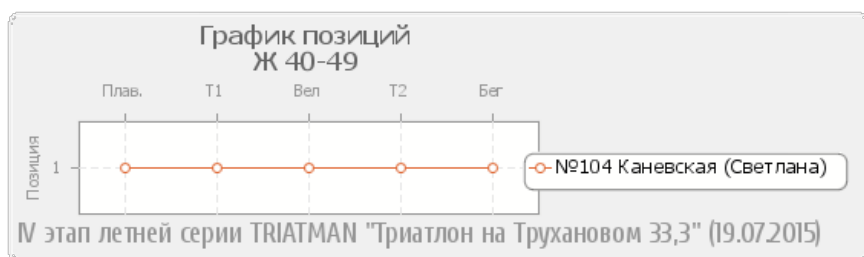 График позиций
Ж 40-49
Плав. T1 Вел T2 Бег
Позиция
1
№104 Каневская (Светлана)
IV этап летней серии TRIATMAN "Триатлон на Трухановом 33,3" (19.07.2015)